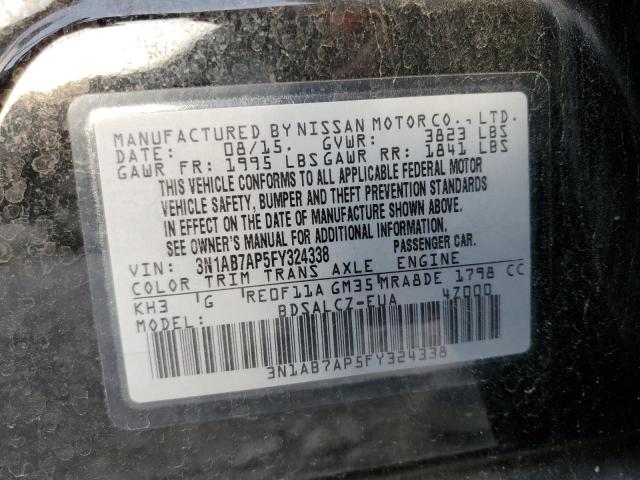 MANUFACTURED BY NISSAN MOTOR CO., LTD.
DATE: 08/15. GVWR: 3823 LBS
GAWR FR: 1995 LBS GAWR RR: 1841 LBS
THIS VEHICLE CONFORMS TO ALL APPLICABLE FEDERAL MOTOR
VEHICLE SAFETY, BUMPER AND THEFT PREVENTION STANDARDS
IN EFFECT ON THE DATE OF MANUFACTURE SHOWN ABOVE.
SEE OWNER'S MANUAL FOR ADDITIONAL INFORMATION.
VIN: 3N1AB7AP5FY324338 PASSENGER CAR.
COLOR TRIM TRANS AXLE ENGINE
KH3 G RE0F11A GM35 MRA8DE 1798 CC
MODEL: BDSALCZ-EUA 4Z000
3N1AB7AP5FY324338